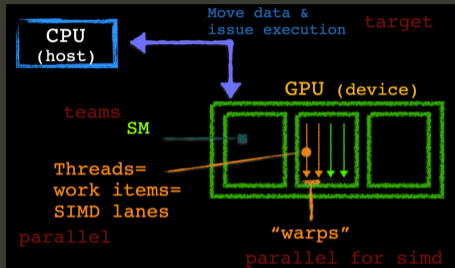 Move data &
issue execution
target
CPU
(host)
GPU (device)
teams
SM
Threads=
work items=
SIMD lanes
parallel
“warps”
parallel for simd